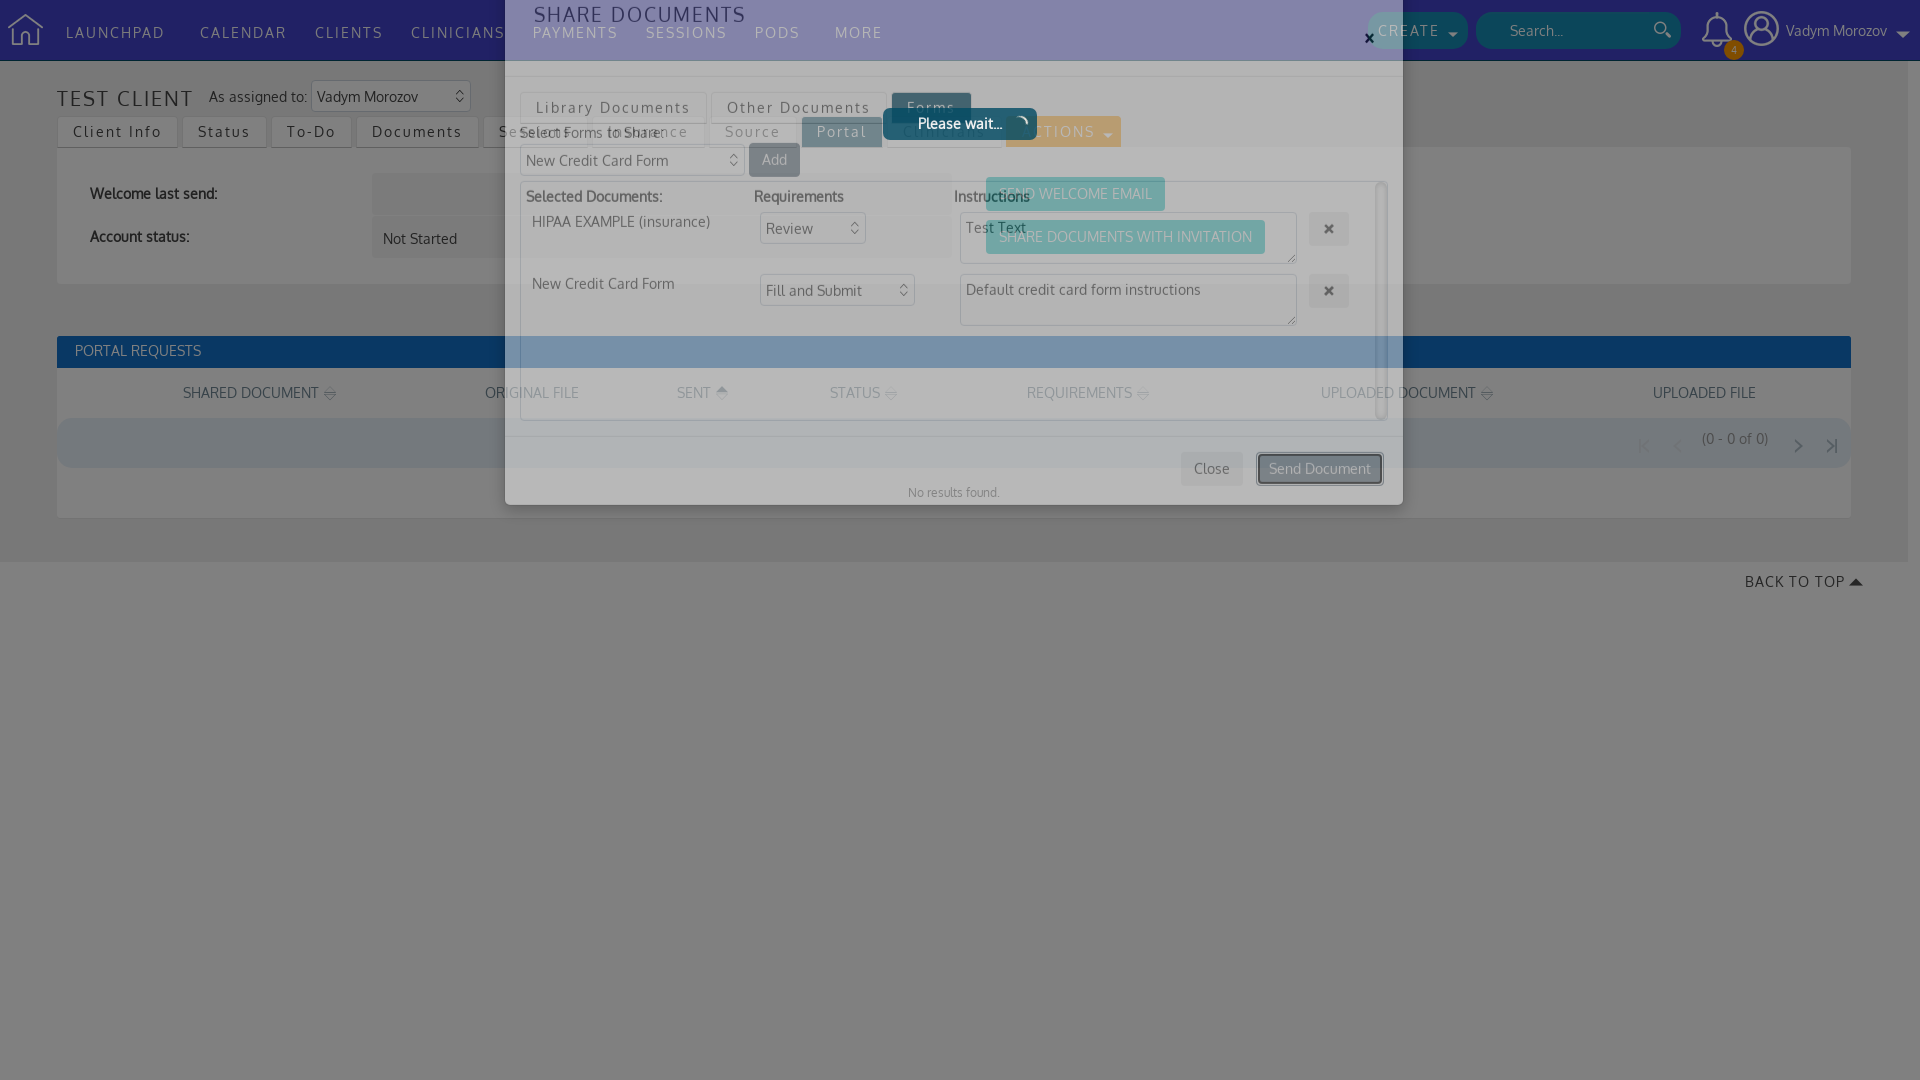 LAUNCHPAD CALENDAR CLIENTS CLINICIANS PAYMENTS SESSIONS PODS MORE CREATE Search... 4 Vadym Morozov
SHARE DOCUMENTS
×
TEST CLIENT As assigned to: Vadym Morozov
Library Documents Other Documents Forms
Please wait...
Client Info Status To-Do Documents Insurance Source Portal ACTIONS
Select Forms to Share:
New Credit Card Form Add
Welcome last send: SEND WELCOME EMAIL
Selected Documents: Requirements Instructions
HIPAA EXAMPLE (insurance) Review Test Text ×
Account status: Not Started SHARE DOCUMENTS WITH INVITATION
New Credit Card Form Fill and Submit Default credit card form instructions ×
PORTAL REQUESTS
SHARED DOCUMENT ORIGINAL FILE SENT STATUS REQUIREMENTS UPLOADED DOCUMENT UPLOADED FILE
(0 - 0 of 0)
Close Send Document
No results found.
BACK TO TOP